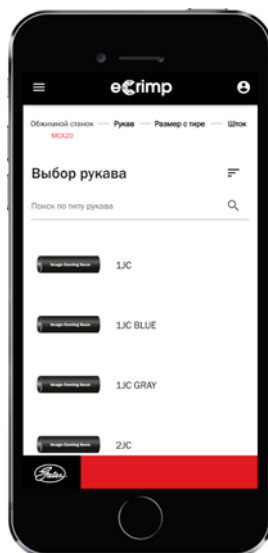 eCrimp
Обжимной станок — Рукав — Размер с тире — Шток
MCX20
Выбор рукава
Поиск по типу рукава
Image Coming Soon 1JC
Image Coming Soon 1JC BLUE
Image Coming Soon 1JC GRAY
Image Coming Soon 2JC
Gates